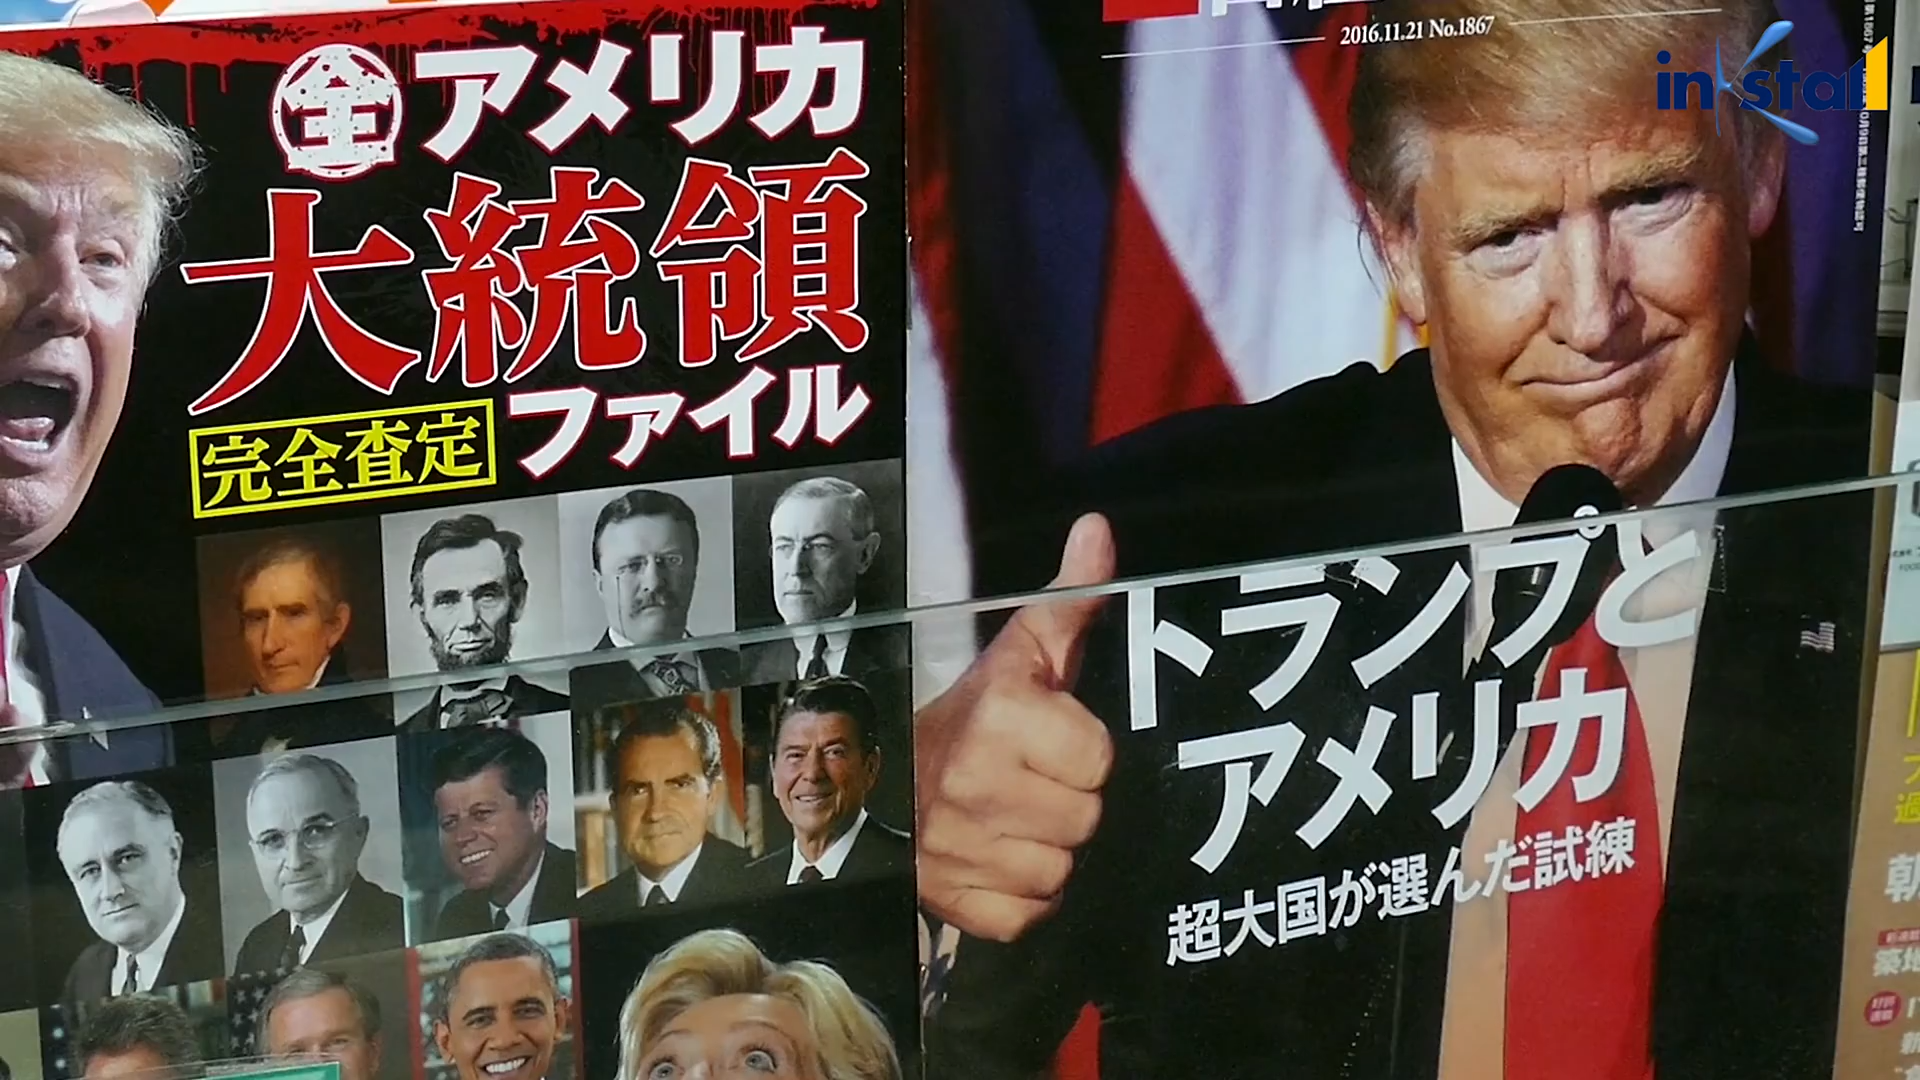 全アメリカ
大統領
ファイル
完全査定
2016.11.21 No.1867
トランプと
アメリカ
超大国が選んだ試練
inkstall